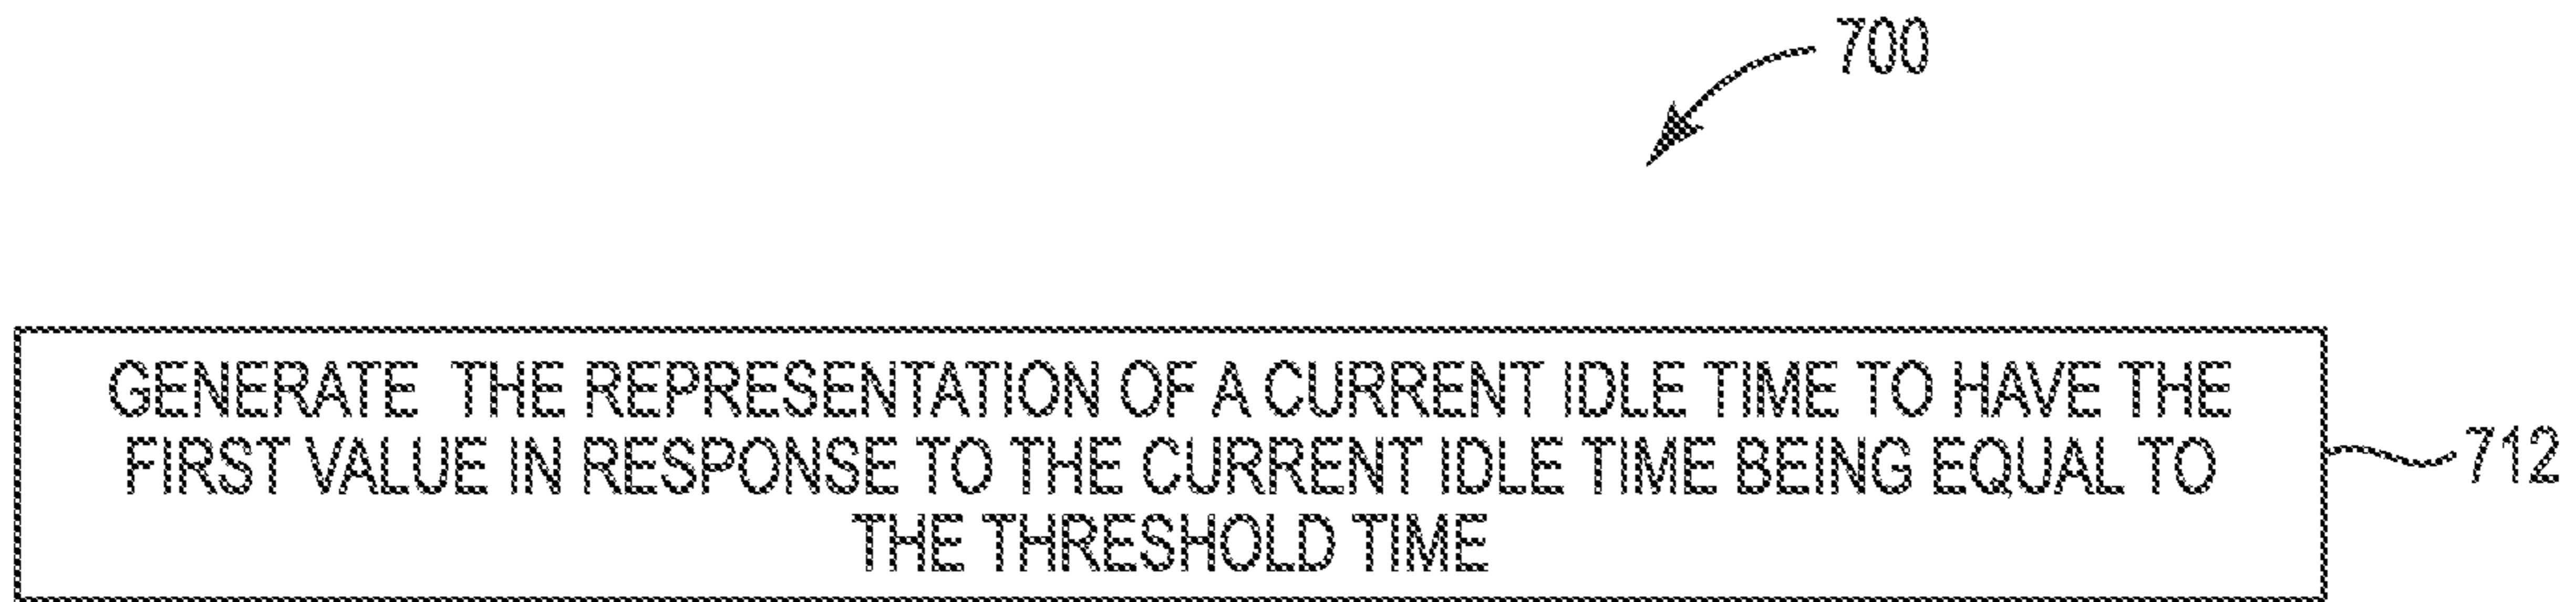 700
GENERATE THE REPRESENTATION OF A CURRENT IDLE TIME TO HAVE THE
FIRST VALUE IN RESPONSE TO THE CURRENT IDLE TIME BEING EQUAL TO
THE THRESHOLD TIME
712